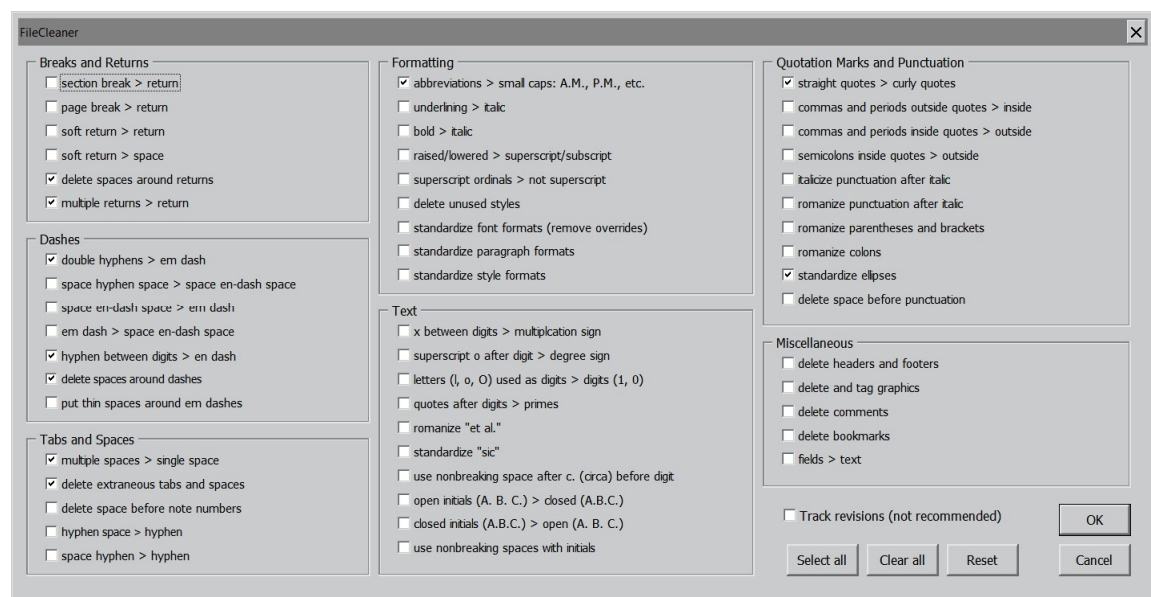 FileCleaner
Breaks and Returns
section break > return
page break > return
soft return > return
soft return > space
delete spaces around returns
multiple returns > return
Dashes
double hyphens > em dash
space hyphen space > space en-dash space
space en-dash space > em dash
em dash > space en-dash space
hyphen between digits > en dash
delete spaces around dashes
put thin spaces around em dashes
Tabs and Spaces
multiple spaces > single space
delete extraneous tabs and spaces
delete space before note numbers
hyphen space > hyphen
space hyphen > hyphen
Formatting
abbreviations > small caps: A.M., P.M., etc.
underlining > italic
bold > italic
raised/lowered > superscript/subscript
superscript ordinals > not superscript
delete unused styles
standardize font formats (remove overrides)
standardize paragraph formats
standardize style formats
Text
x between digits > multiplcation sign
superscript o after digit > degree sign
letters (l, o, O) used as digits > digits (1, 0)
quotes after digits > primes
romanize "et al."
standardize "sic"
use nonbreaking space after c. (circa) before digit
open initials (A. B. C.) > closed (A.B.C.)
closed initials (A.B.C.) > open (A. B. C.)
use nonbreaking spaces with initials
Quotation Marks and Punctuation
straight quotes > curly quotes
commas and periods outside quotes > inside
commas and periods inside quotes > outside
semicolons inside quotes > outside
italicize punctuation after italic
romanize punctuation after italic
romanize parentheses and brackets
romanize colons
standardize ellipses
delete space before punctuation
Miscellaneous
delete headers and footers
delete and tag graphics
delete comments
delete bookmarks
fields > text
Track revisions (not recommended)
OK
Select all
Clear all
Reset
Cancel